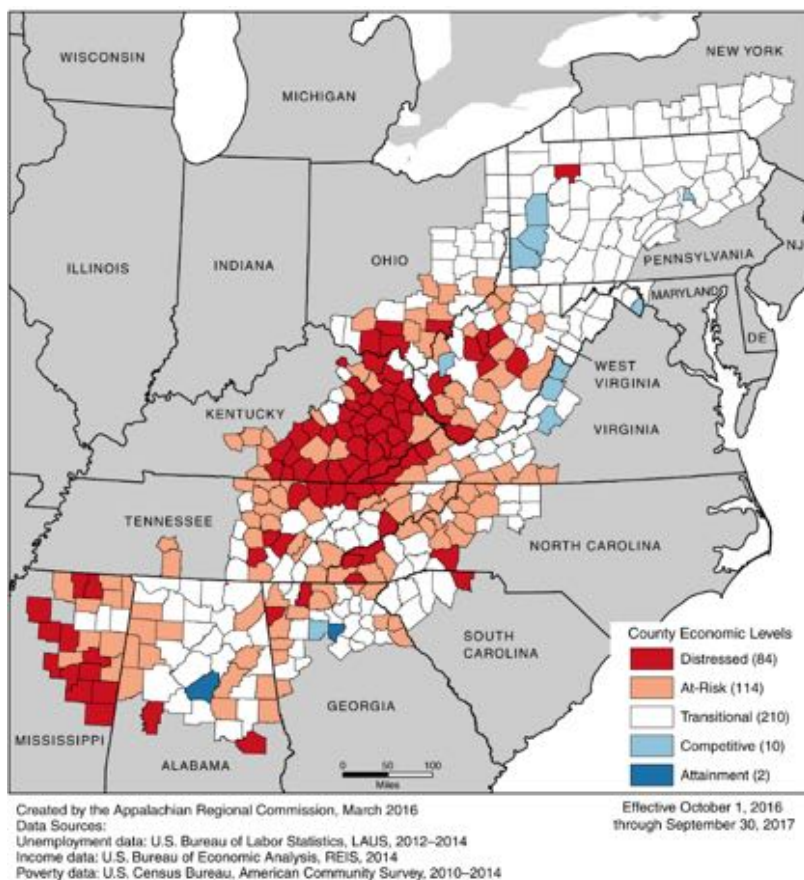 WISCONSIN
MICHIGAN
NEW YORK
ILLINOIS
INDIANA
OHIO
PENNSYLVANIA
NJ
MARYLAND
DE
WEST
VIRGINIA
KENTUCKY
VIRGINIA
TENNESSEE
NORTH CAROLINA
SOUTH
CAROLINA
GEORGIA
MISSISSIPPI
ALABAMA
County Economic Levels
Distressed (84)
At-Risk (114)
Transitional (210)
Competitive (10)
Attainment (2)
0 50 100
Miles
Created by the Appalachian Regional Commission, March 2016
Data Sources:
Unemployment data: U.S. Bureau of Labor Statistics, LAUS, 2012–2014
Income data: U.S. Bureau of Economic Analysis, REIS, 2014
Poverty data: U.S. Census Bureau, American Community Survey, 2010–2014
Effective October 1, 2016
through September 30, 2017